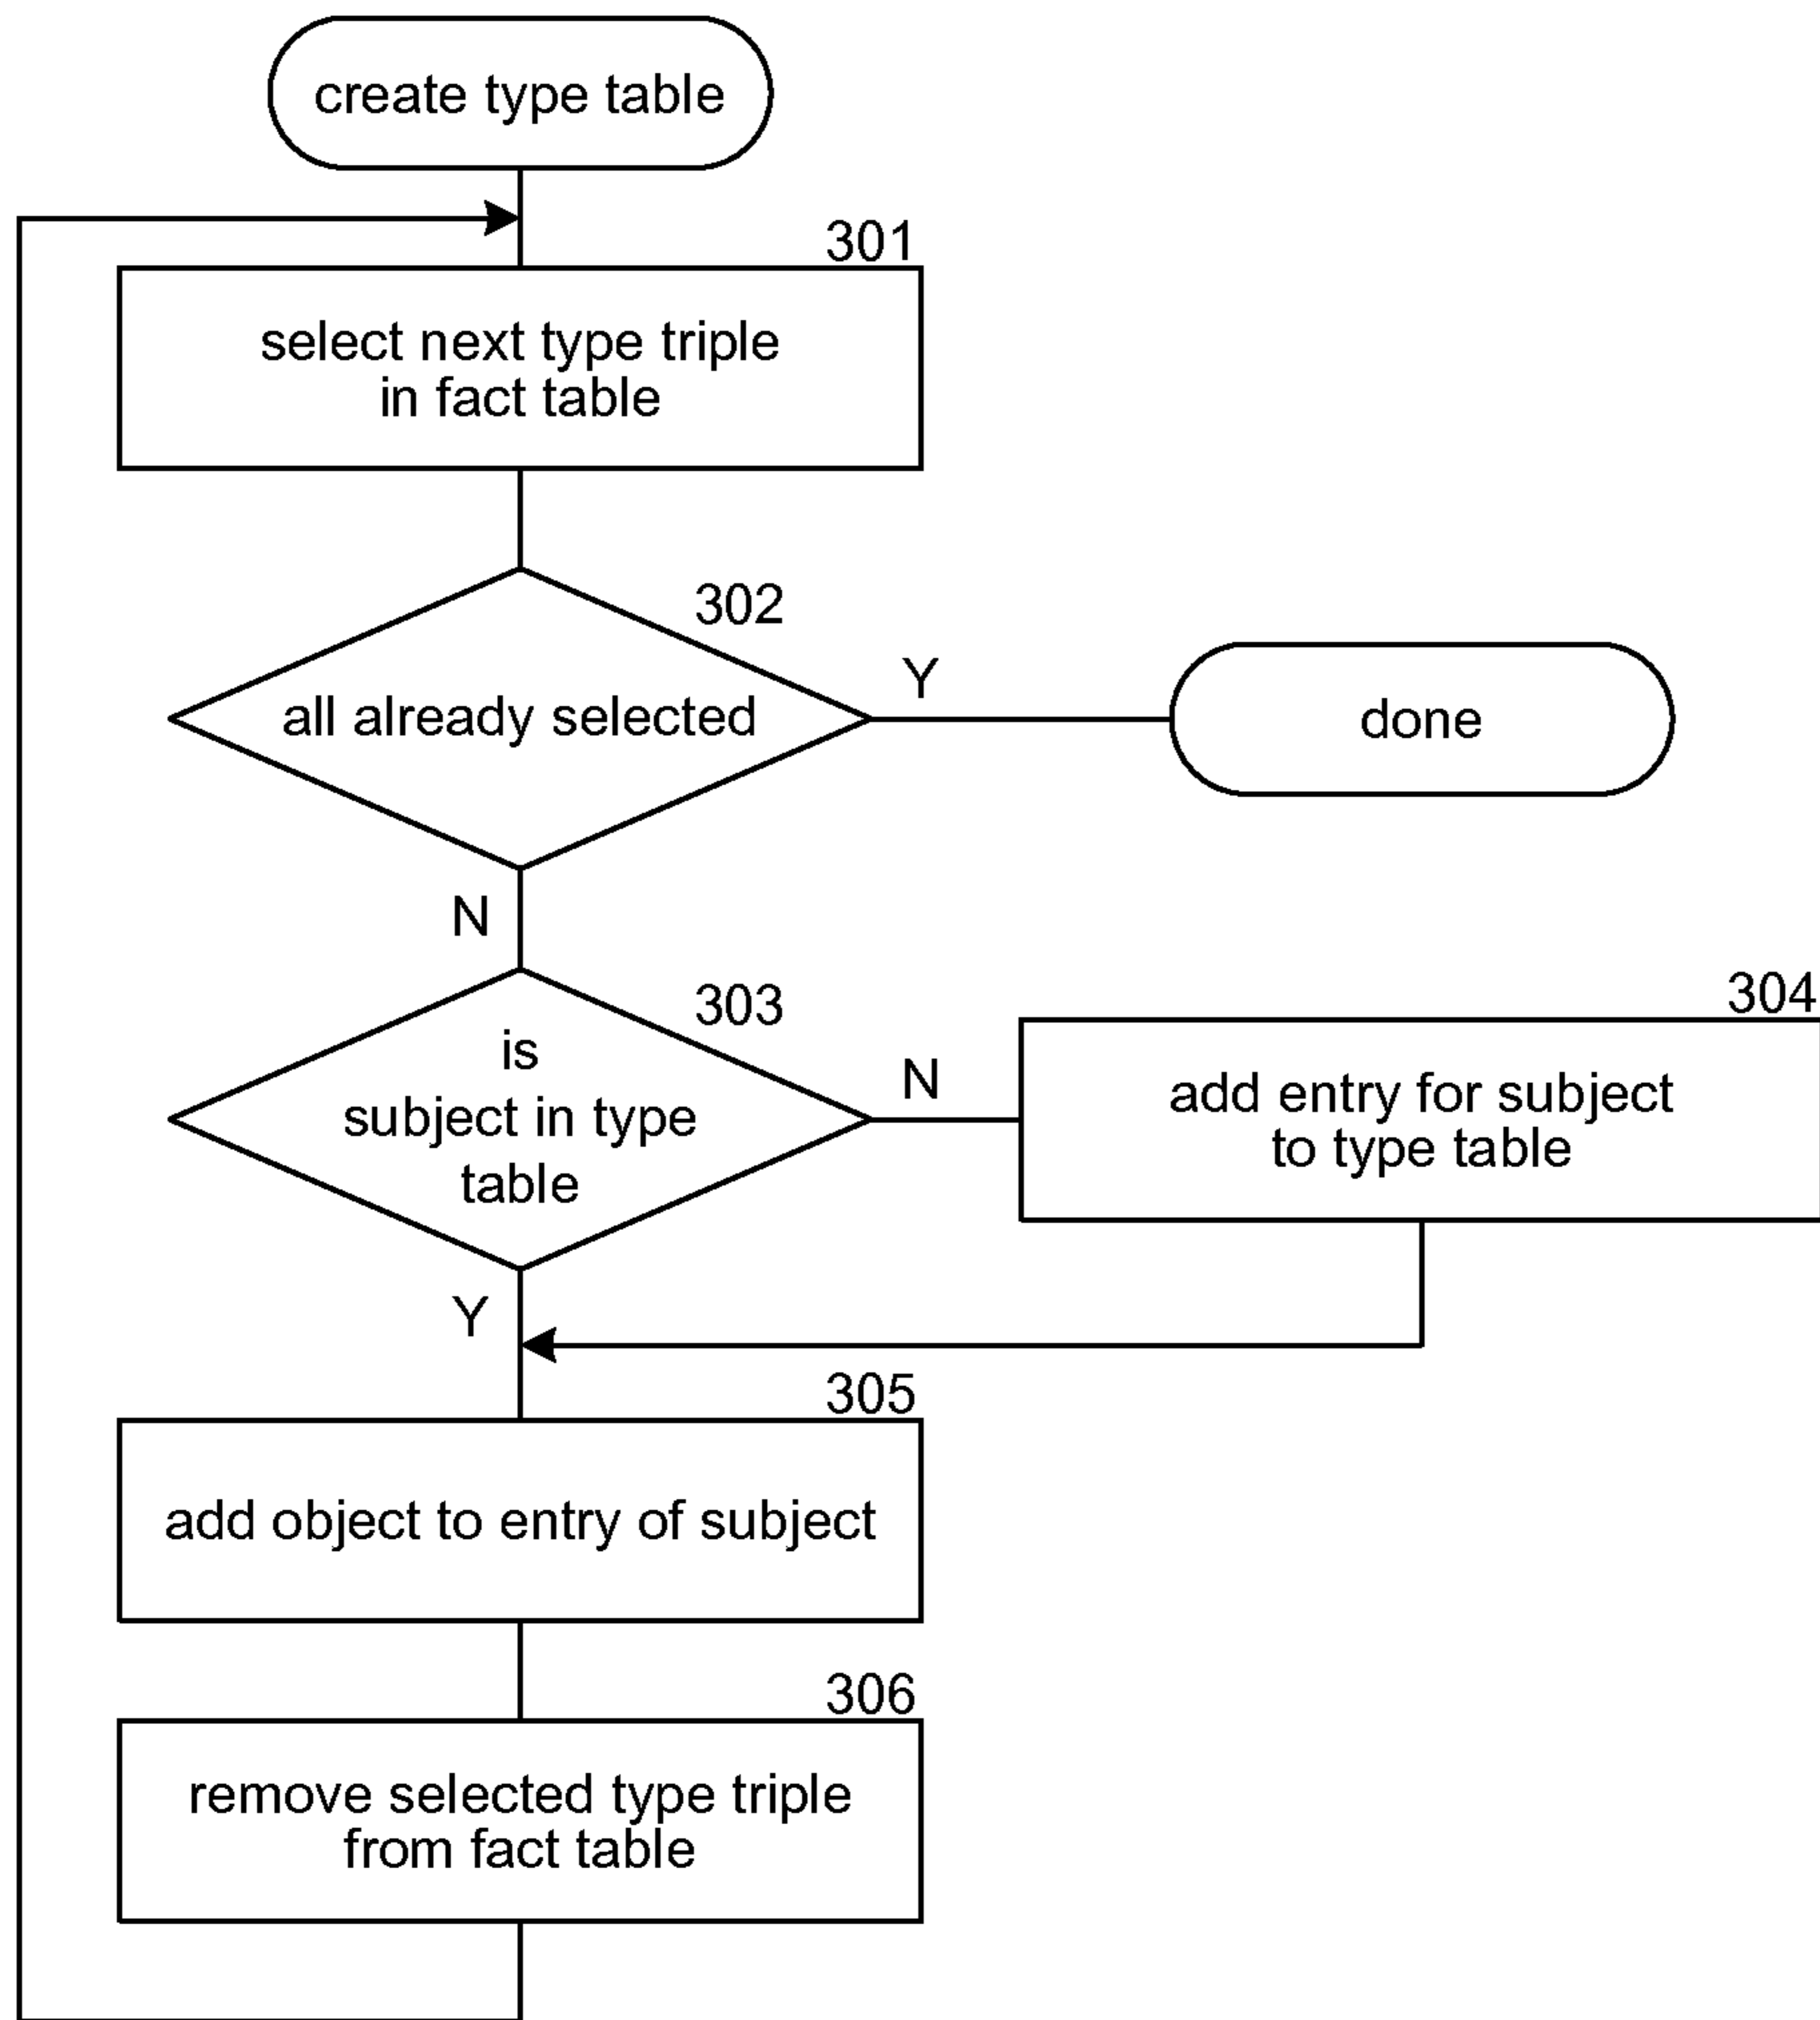 create type table
301
select next type triple
in fact table
302
all already selected
Y
done
N
303
is
subject in type
table
N
304
add entry for subject
to type table
Y
305
add object to entry of subject
306
remove selected type triple
from fact table